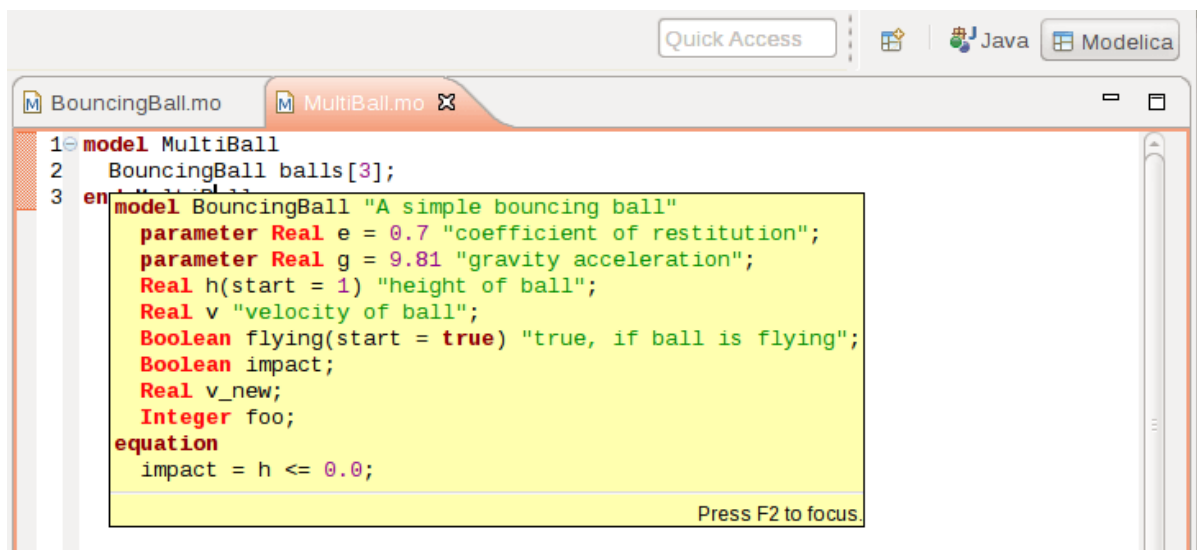 Quick Access
Java
Modelica
BouncingBall.mo
MultiBall.mo
1 model MultiBall
2 BouncingBall balls[3];
3 en
model BouncingBall "A simple bouncing ball"
parameter Real e = 0.7 "coefficient of restitution";
parameter Real g = 9.81 "gravity acceleration";
Real h(start = 1) "height of ball";
Real v "velocity of ball";
Boolean flying(start = true) "true, if ball is flying";
Boolean impact;
Real v_new;
Integer foo;
equation
impact = h <= 0.0;
Press F2 to focus.